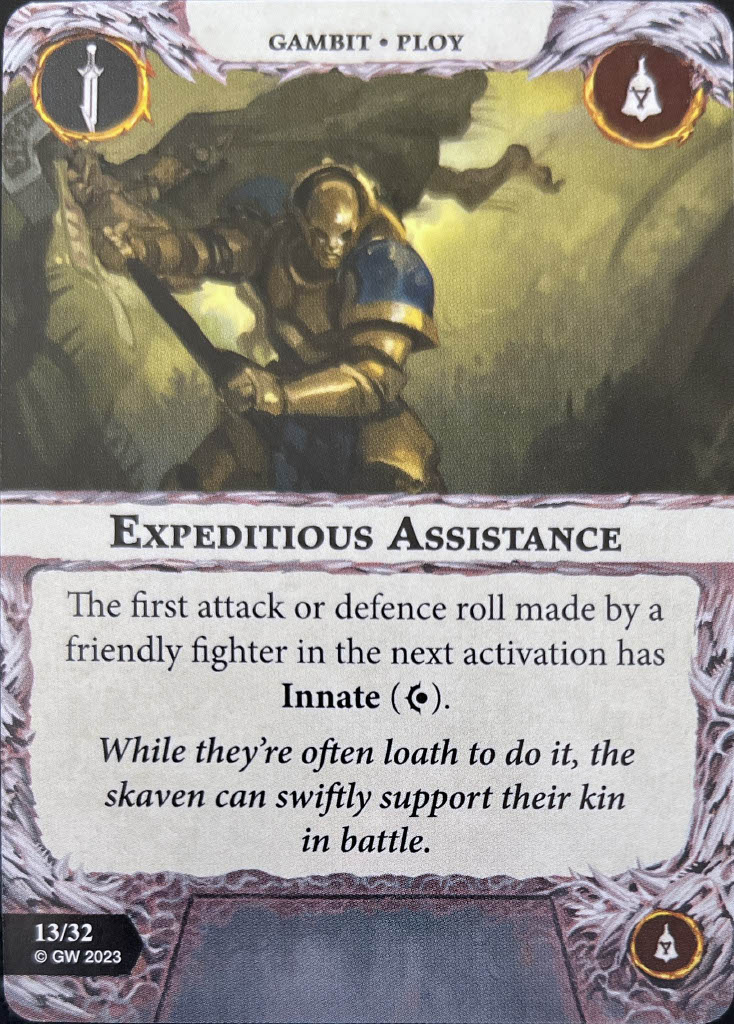 GAMBIT • PLOY
EXPEDITIOUS ASSISTANCE
The first attack or defence roll made by a
friendly fighter in the next activation has
Innate ( ).
While they're often loath to do it, the
skaven can swiftly support their kin
in battle.
13/32
© GW 2023